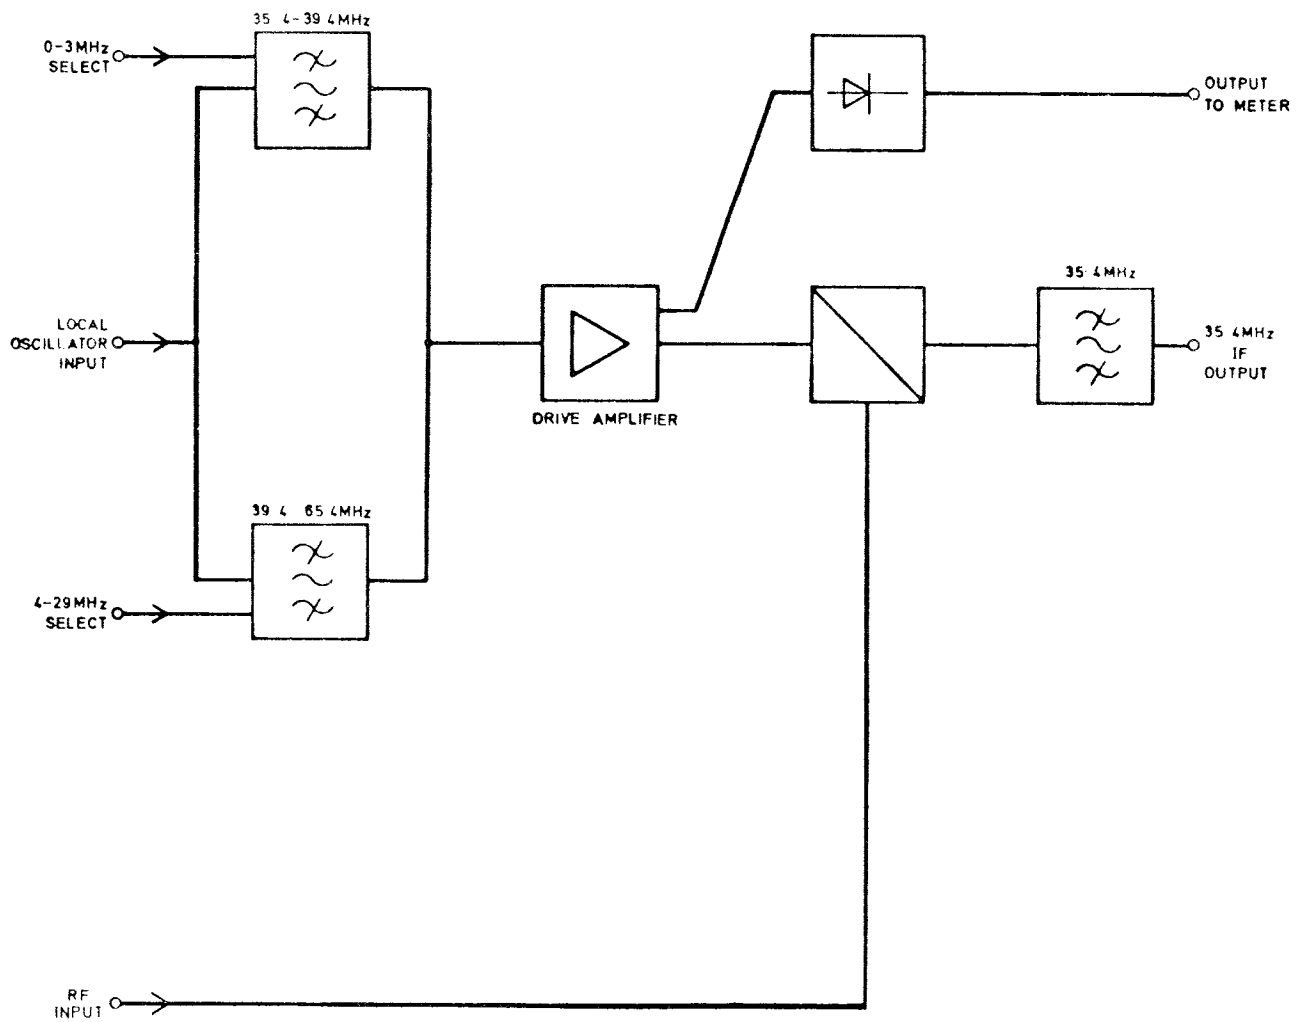 35 4-39 4MHz
0-3MHz
SELECT
OUTPUT
TO METER
35·4MHz
LOCAL
OSCILLATOR
INPUT
35 4MHz
IF
OUTPUT
DRIVE AMPLIFIER
39 4 65 4MHz
4-29MHz
SELECT
RF
INPUT